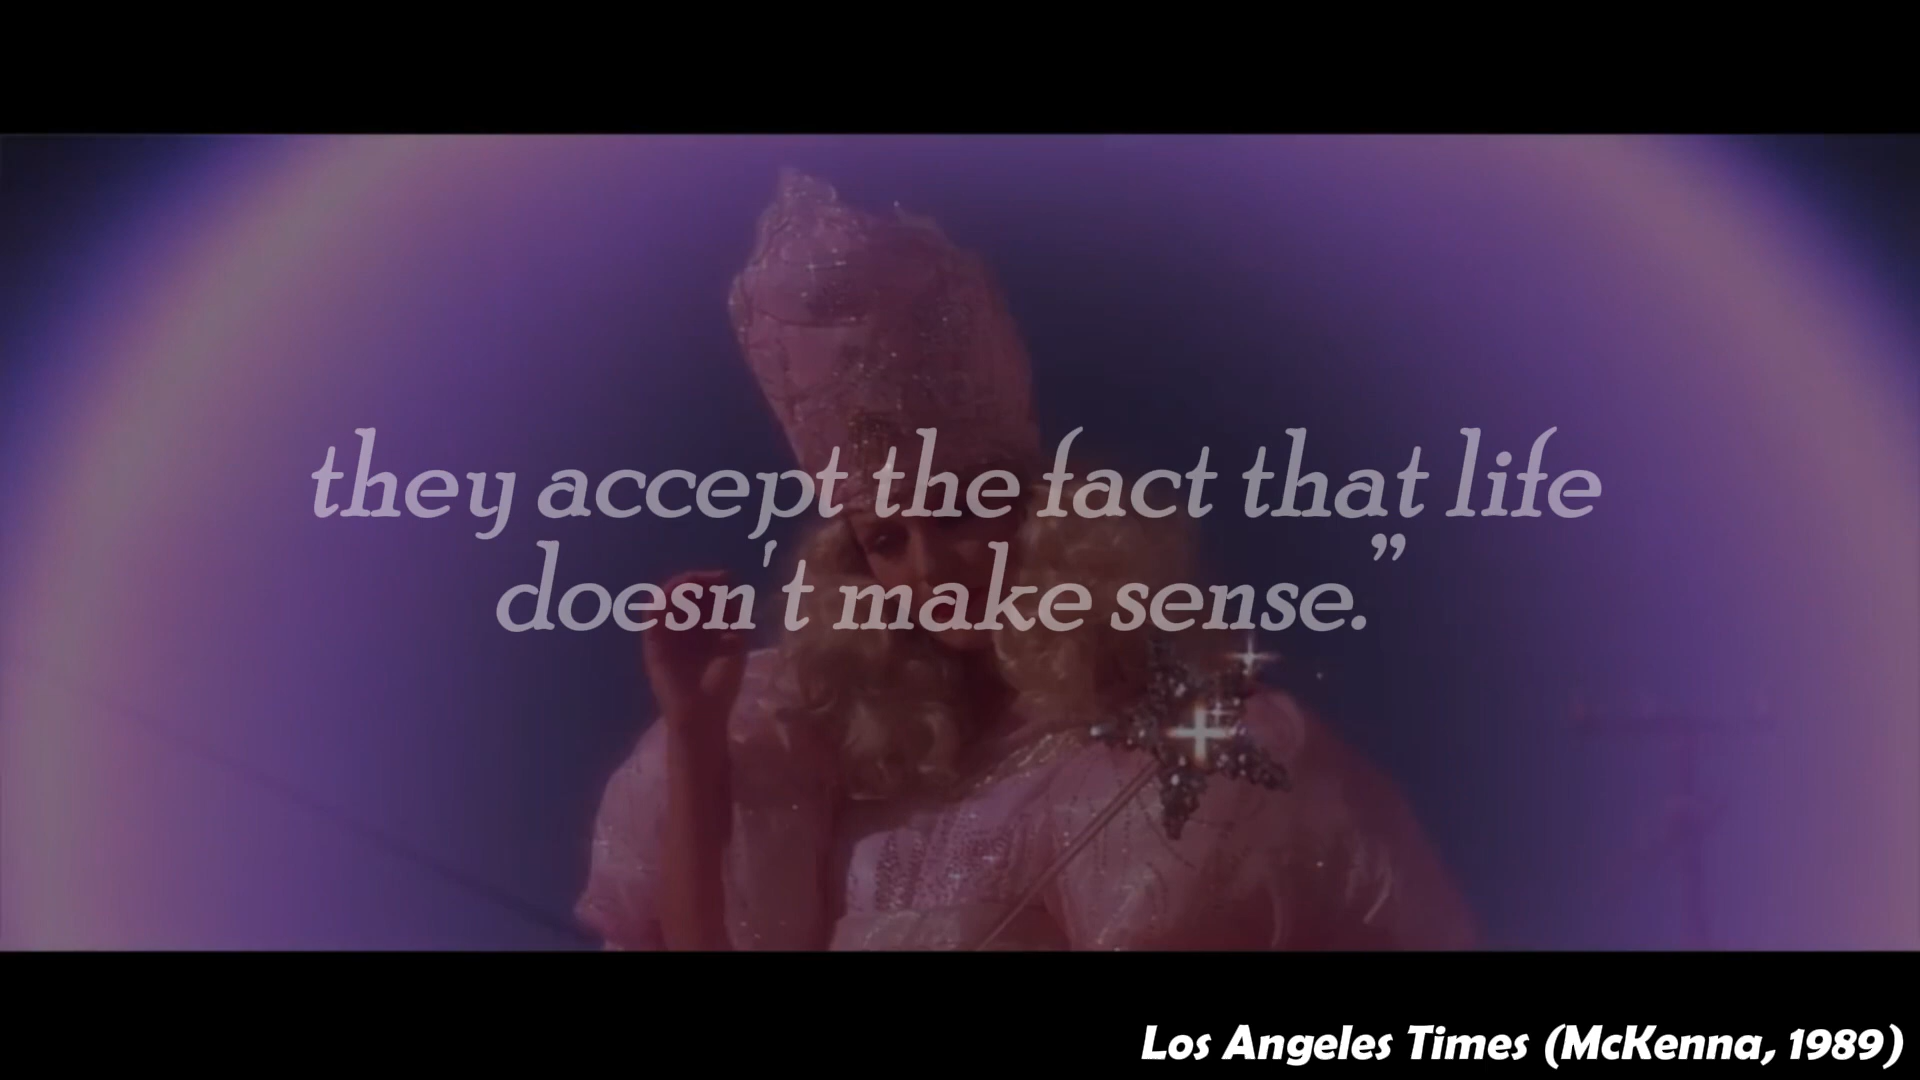 they accept the fact that life
doesn't make sense.”
Los Angeles Times (McKenna, 1989)